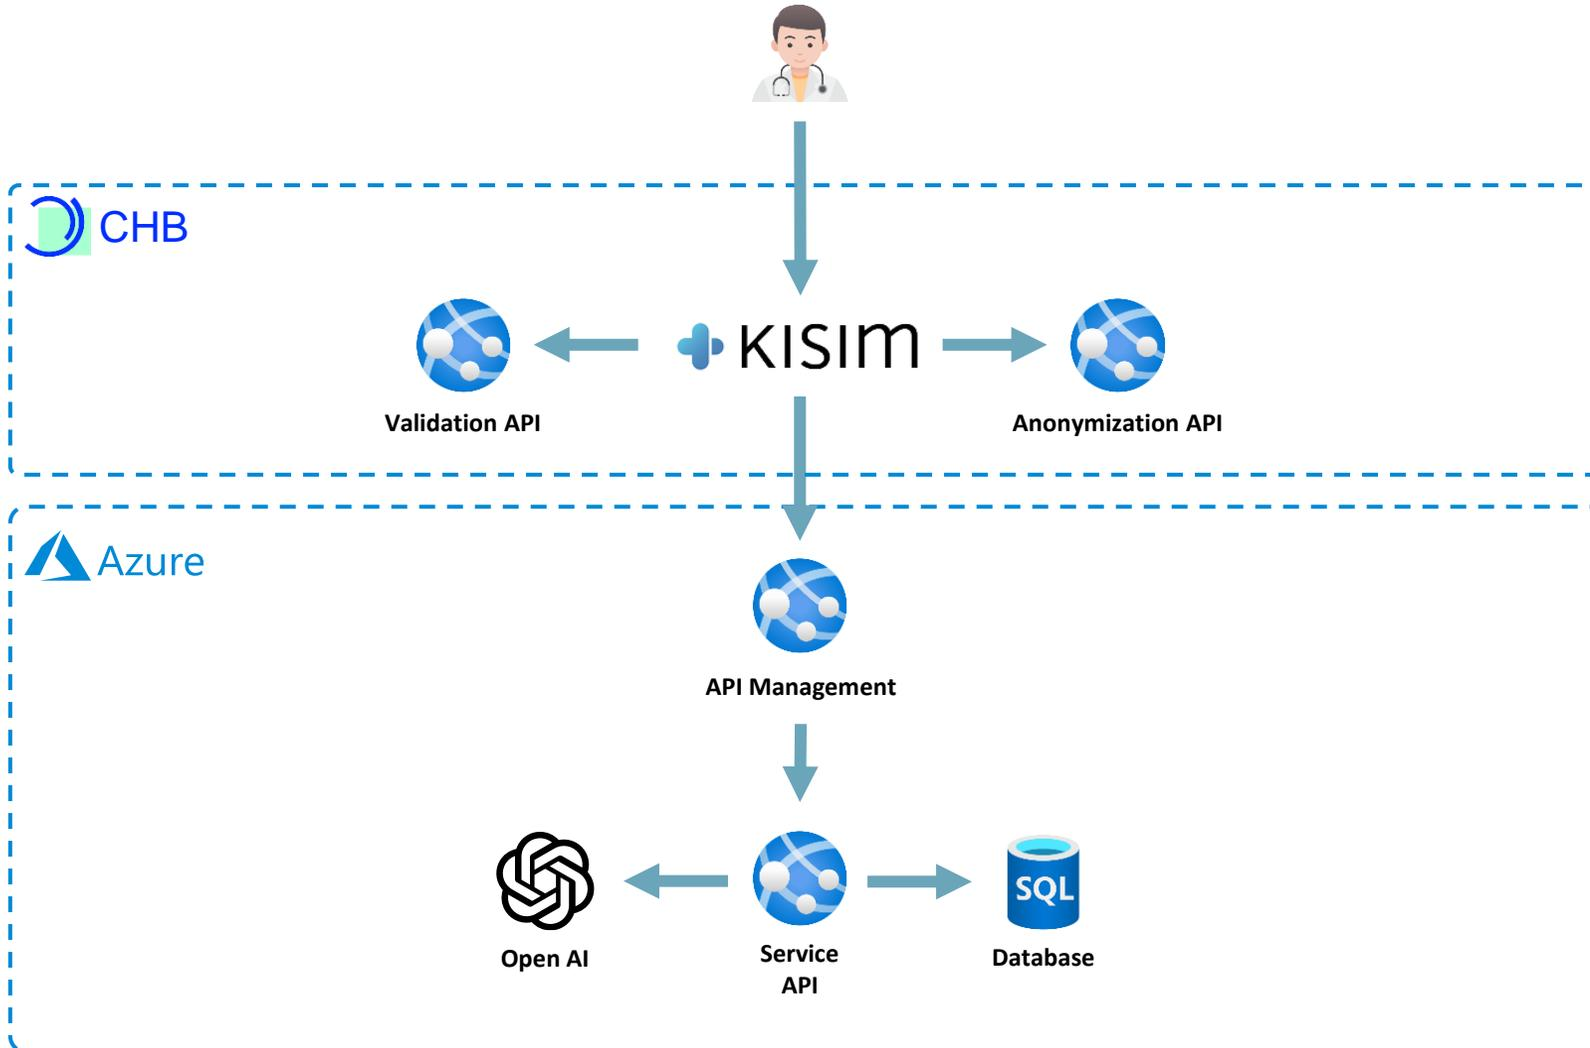 CHB
KISIM
Validation API
Anonymization API
Azure
API Management
SQL
Open AI
Service
API
Database